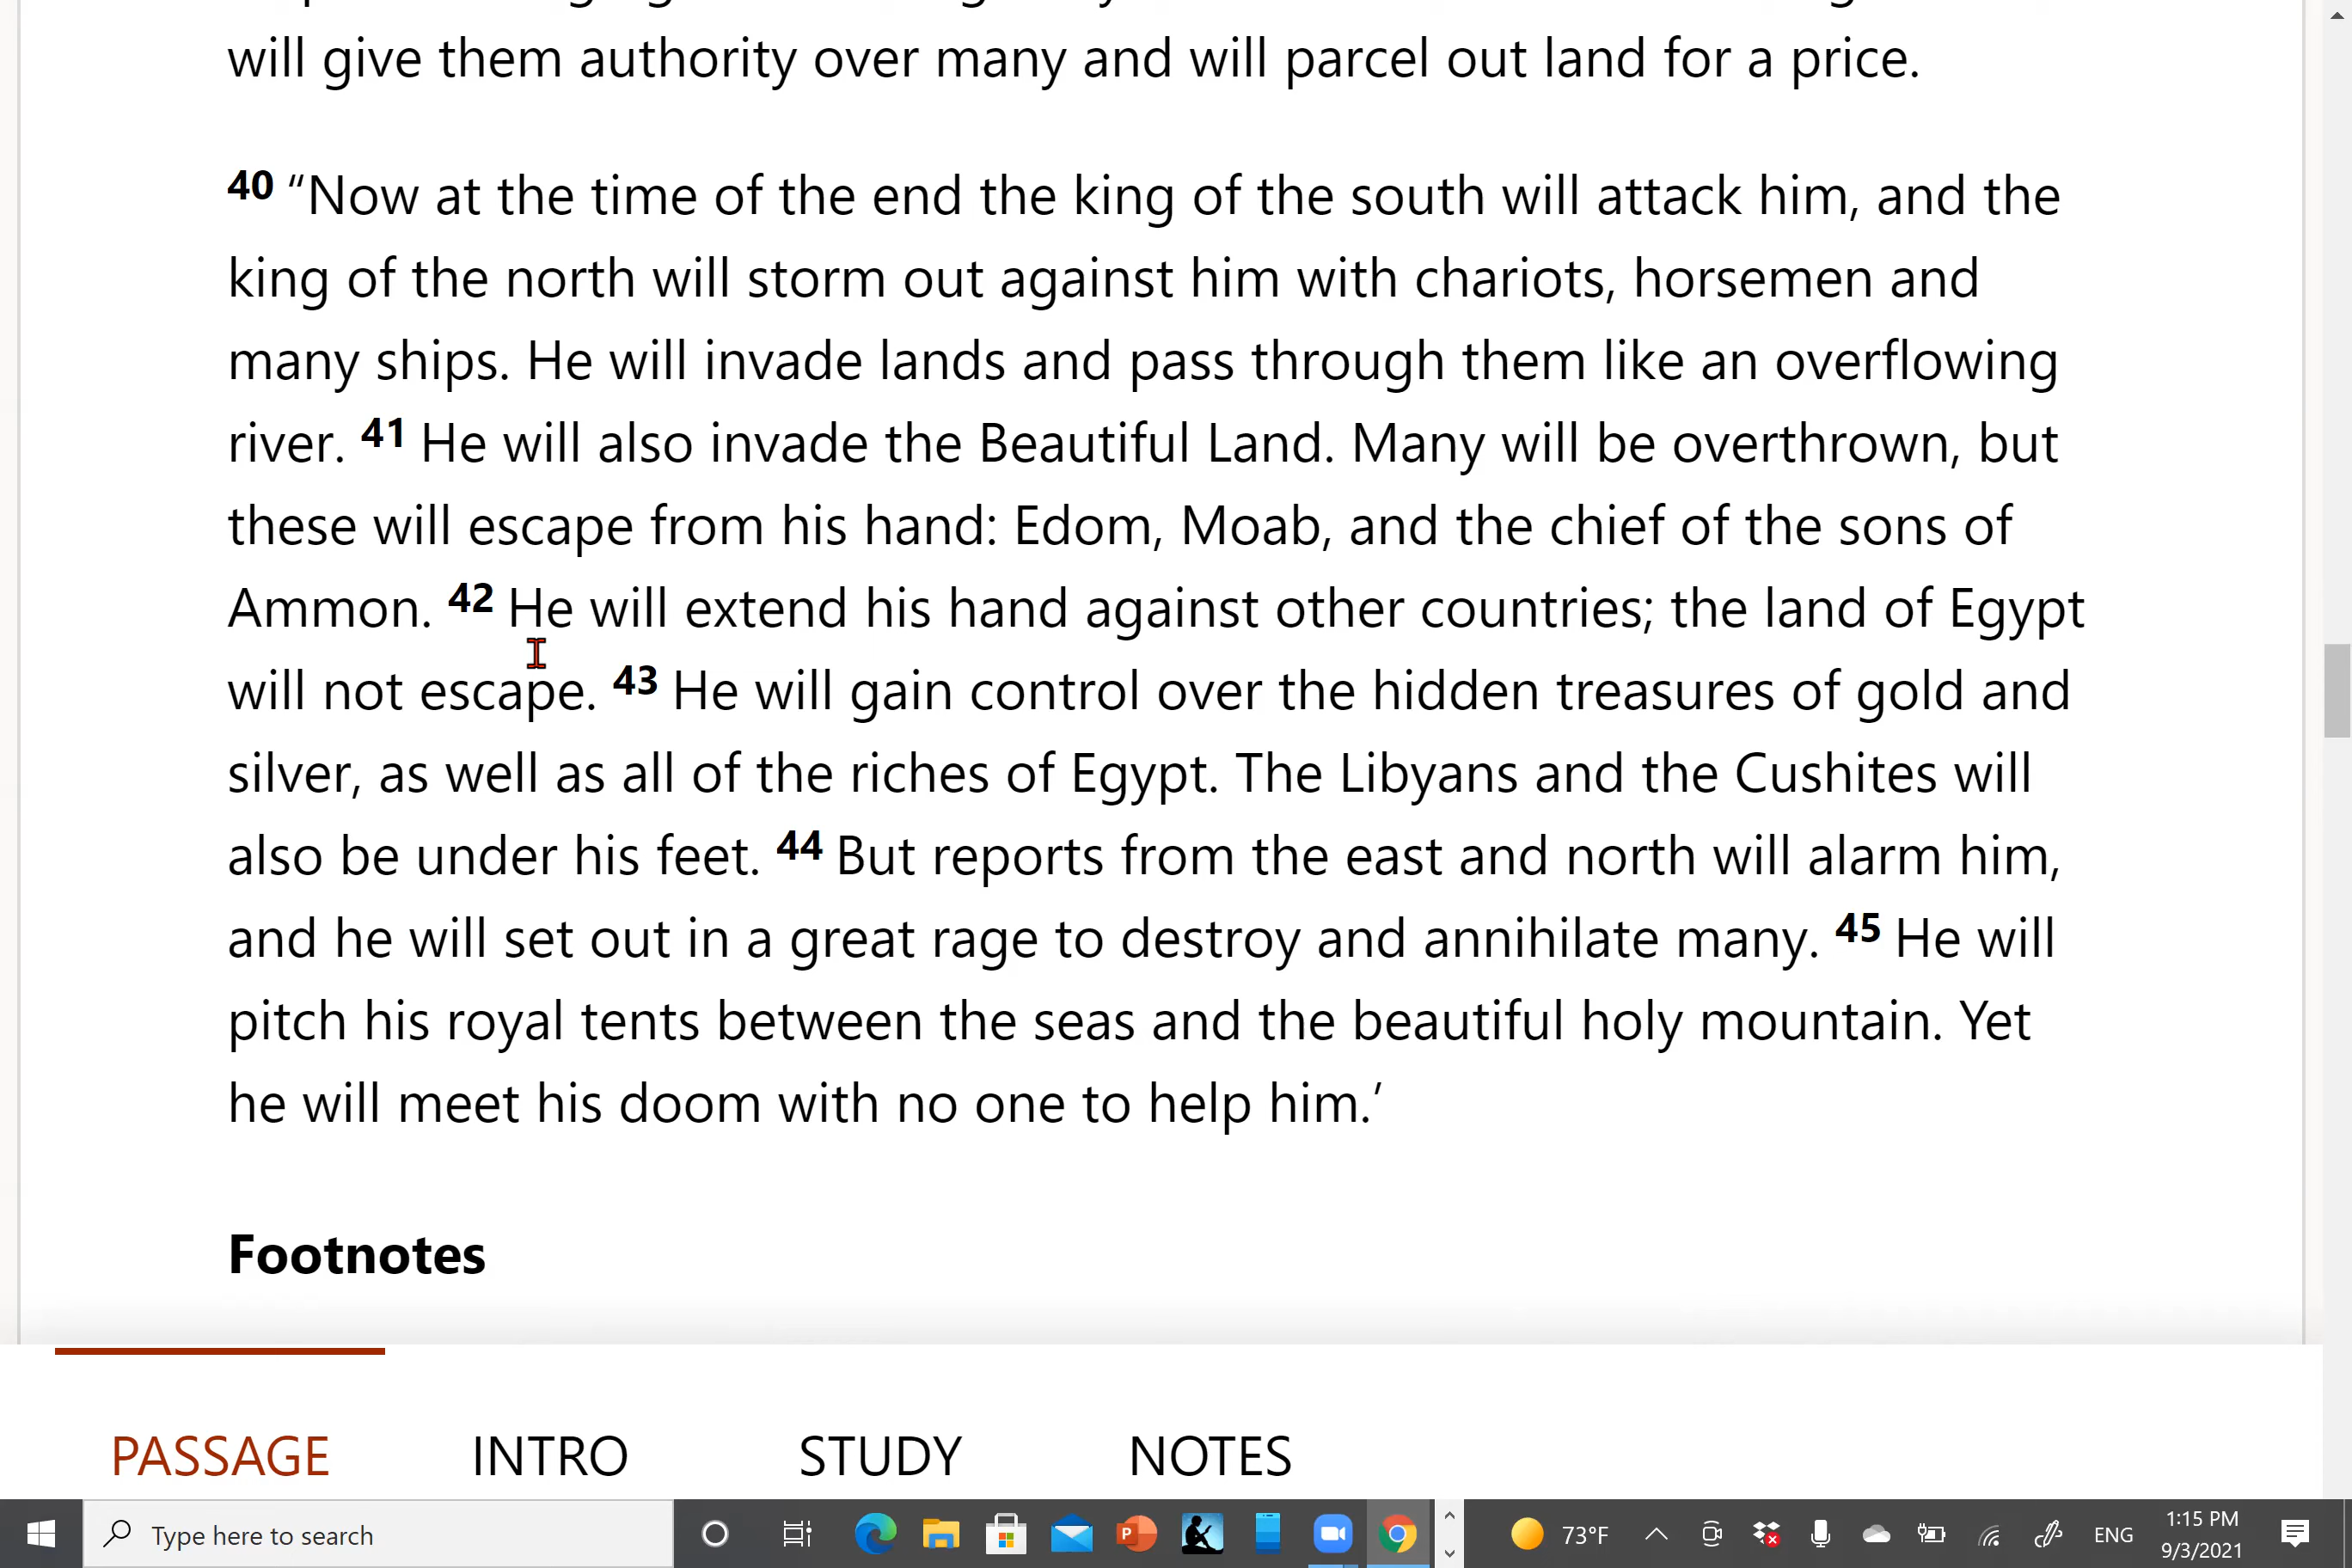 will give them authority over many and will parcel out land for a price.
40 “Now at the time of the end the king of the south will attack him, and the
king of the north will storm out against him with chariots, horsemen and
many ships. He will invade lands and pass through them like an overflowing
river. 41 He will also invade the Beautiful Land. Many will be overthrown, but
these will escape from his hand: Edom, Moab, and the chief of the sons of
Ammon. 42 He will extend his hand against other countries; the land of Egypt
will not escape. 43 He will gain control over the hidden treasures of gold and
silver, as well as all of the riches of Egypt. The Libyans and the Cushites will
also be under his feet. 44 But reports from the east and north will alarm him,
and he will set out in a great rage to destroy and annihilate many. 45 He will
pitch his royal tents between the seas and the beautiful holy mountain. Yet
he will meet his doom with no one to help him.’
Footnotes
PASSAGE INTRO STUDY NOTES
Type here to search P 73°F ENG 1:15 PM
9/3/2021